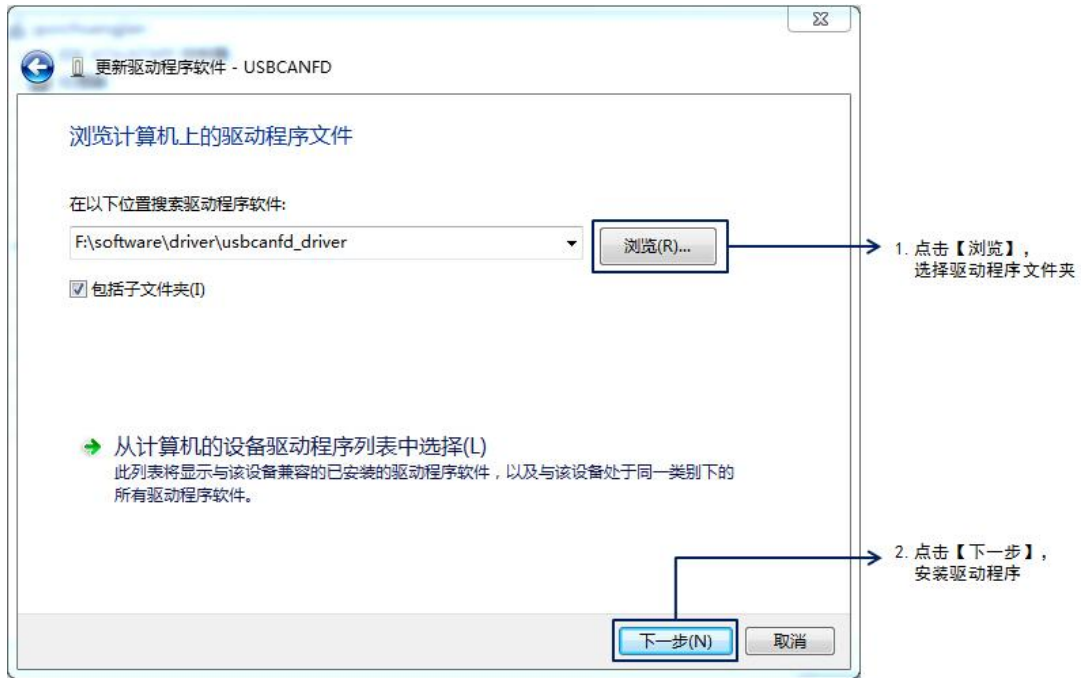 更新驱动程序软件 - USBCANFD
浏览计算机上的驱动程序文件
在以下位置搜索驱动程序软件:
F:\software\driver\usbcanfd_driver
浏览(R)...
1. 点击【浏览】，
选择驱动程序文件夹
包括子文件夹(I)
从计算机的设备驱动程序列表中选择(L)
此列表将显示与该设备兼容的已安装的驱动程序软件，以及与该设备处于同一类别下的
所有驱动程序软件。
2. 点击【下一步】，
安装驱动程序
下一步(N)
取消